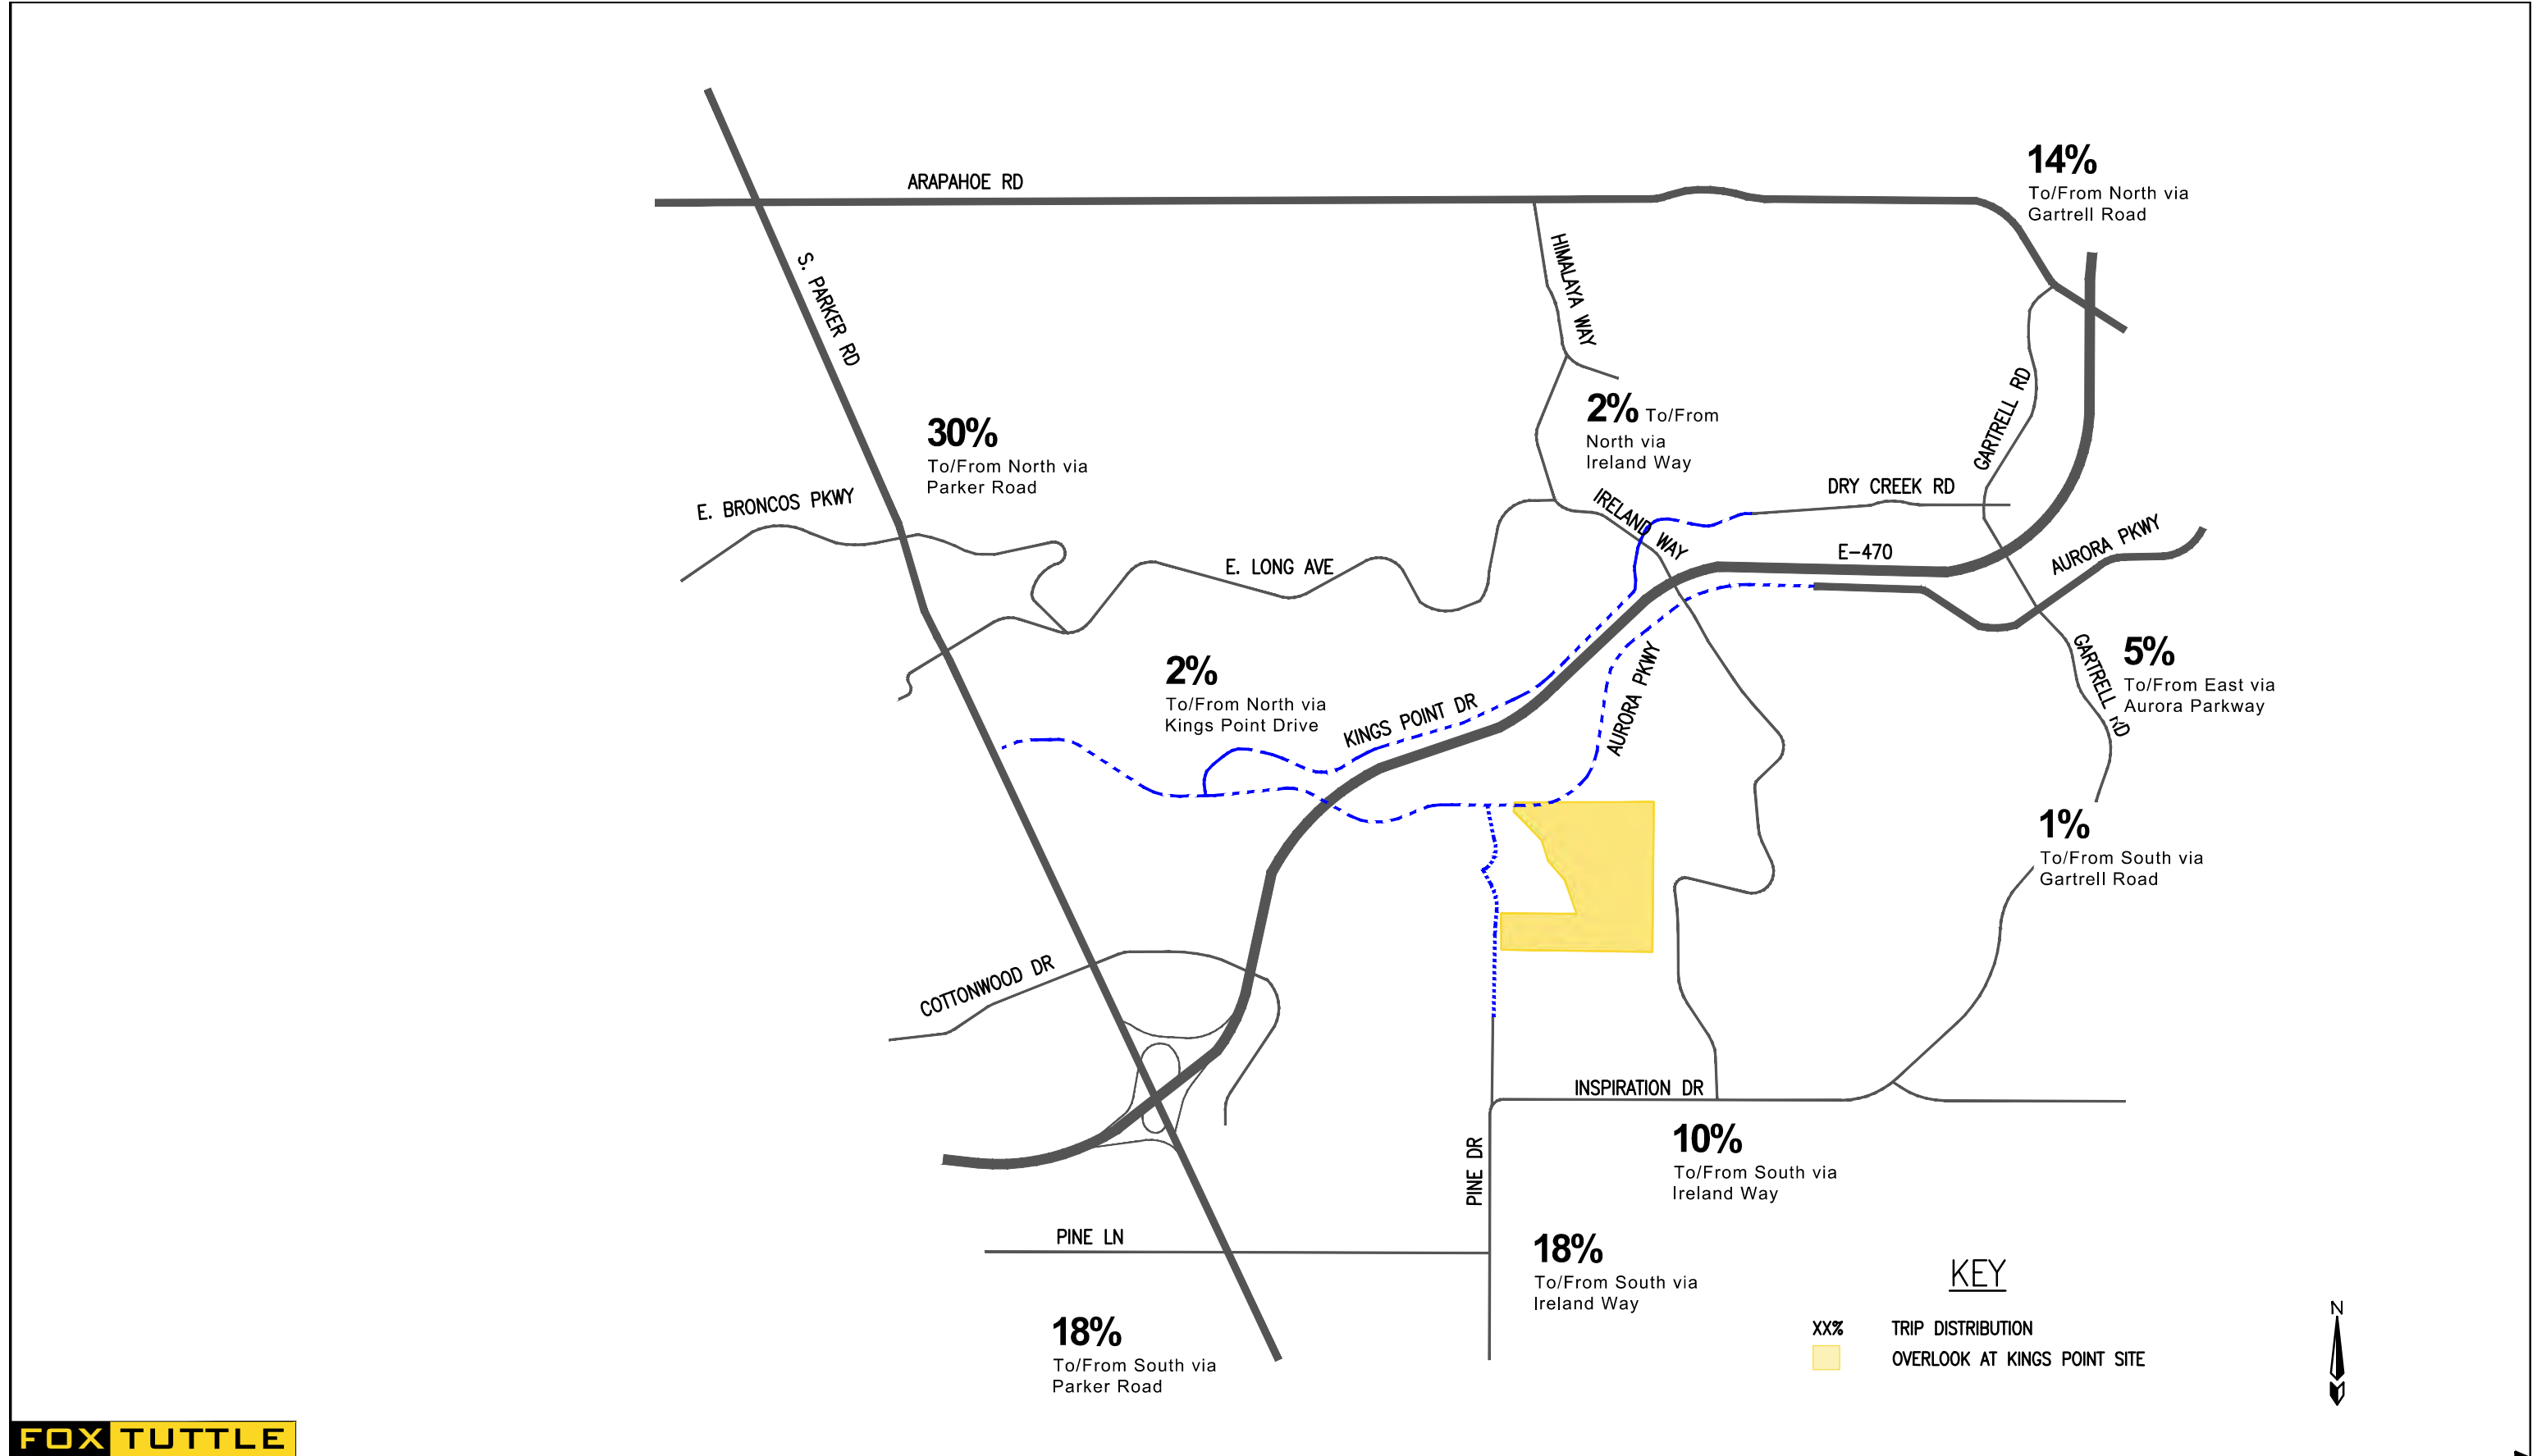 ARAPAHOE RD
14%
To/From North via
Gartrell Road
S. PARKER RD
HIMALAYA WAY
30%
To/From North via
Parker Road
2% To/From
North via
Ireland Way
GARTRELL RD
E. BRONCOS PKWY
IRELAND WAY
DRY CREEK RD
E. LONG AVE
E-470
AURORA PKWY
2%
To/From North via
Kings Point Drive
KINGS POINT DR
AURORA PKWY
GARTRELL RD
5%
To/From East via
Aurora Parkway
1%
To/From South via
Gartrell Road
COTTONWOOD DR
INSPIRATION DR
10%
To/From South via
Ireland Way
PINE DR
PINE LN
18%
To/From South via
Ireland Way
18%
To/From South via
Parker Road
KEY
XX% TRIP DISTRIBUTION
OVERLOOK AT KINGS POINT SITE
N
FOX TUTTLE